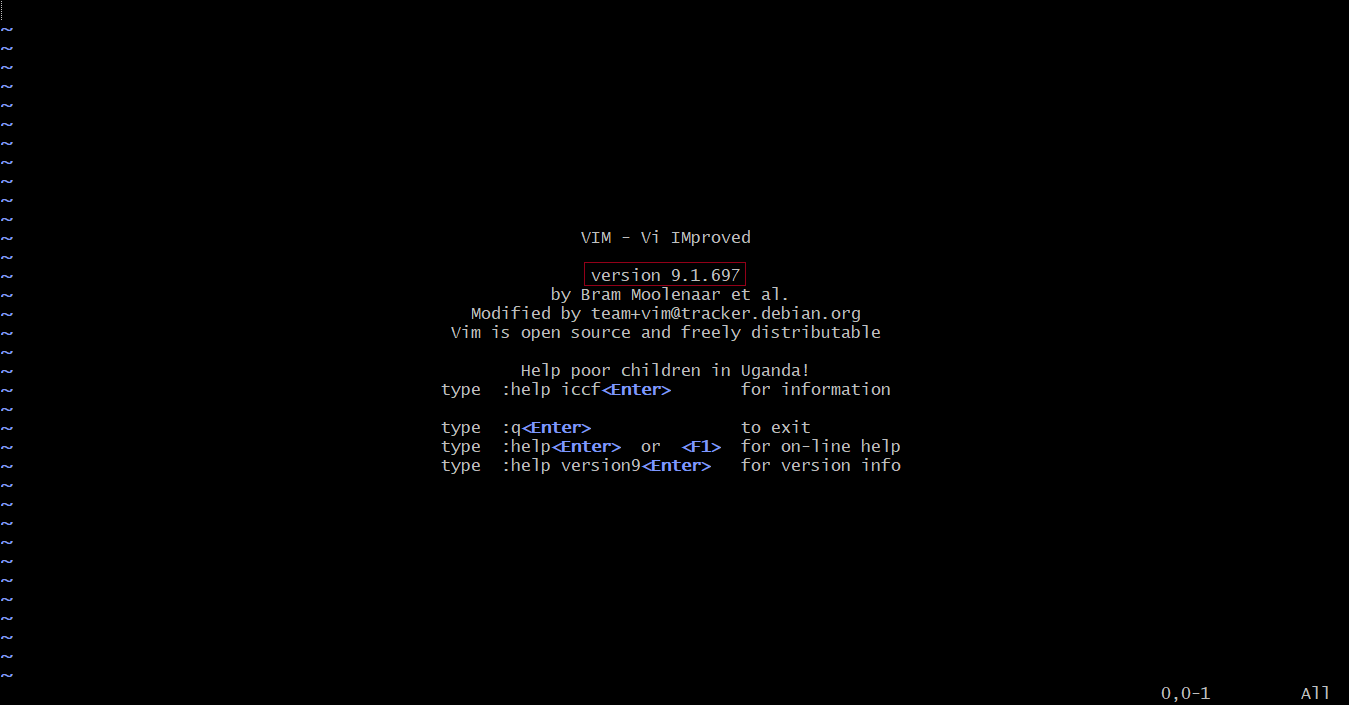 ~
~
~
~
~
~
~
~
~
~
~
~ VIM - Vi IMproved
~
~ version 9.1.697
~ by Bram Moolenaar et al.
~ Modified by team+vim@tracker.debian.org
~ Vim is open source and freely distributable
~
~ Help poor children in Uganda!
~ type :help iccf<Enter> for information
~
~ type :q<Enter> to exit
~ type :help<Enter> or <F1> for on-line help
~ type :help version9<Enter> for version info
~
~
~
~
~
~
~
~
~
~
~
0,0-1 All